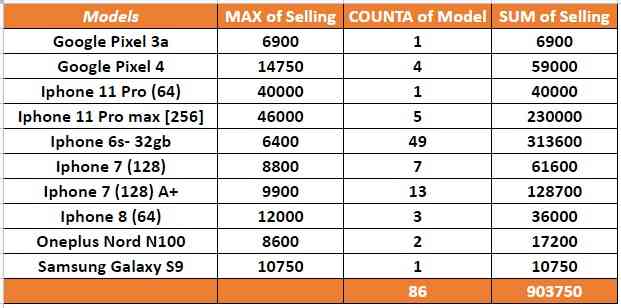 Models MAX of Selling COUNTA of Model SUM of Selling
Google Pixel 3a 6900 1 6900
Google Pixel 4 14750 4 59000
Iphone 11 Pro (64) 40000 1 40000
Iphone 11 Pro max [256] 46000 5 230000
Iphone 6s- 32gb 6400 49 313600
Iphone 7 (128) 8800 7 61600
Iphone 7 (128) A+ 9900 13 128700
Iphone 8 (64) 12000 3 36000
Oneplus Nord N100 8600 2 17200
Samsung Galaxy S9 10750 1 10750
86 903750